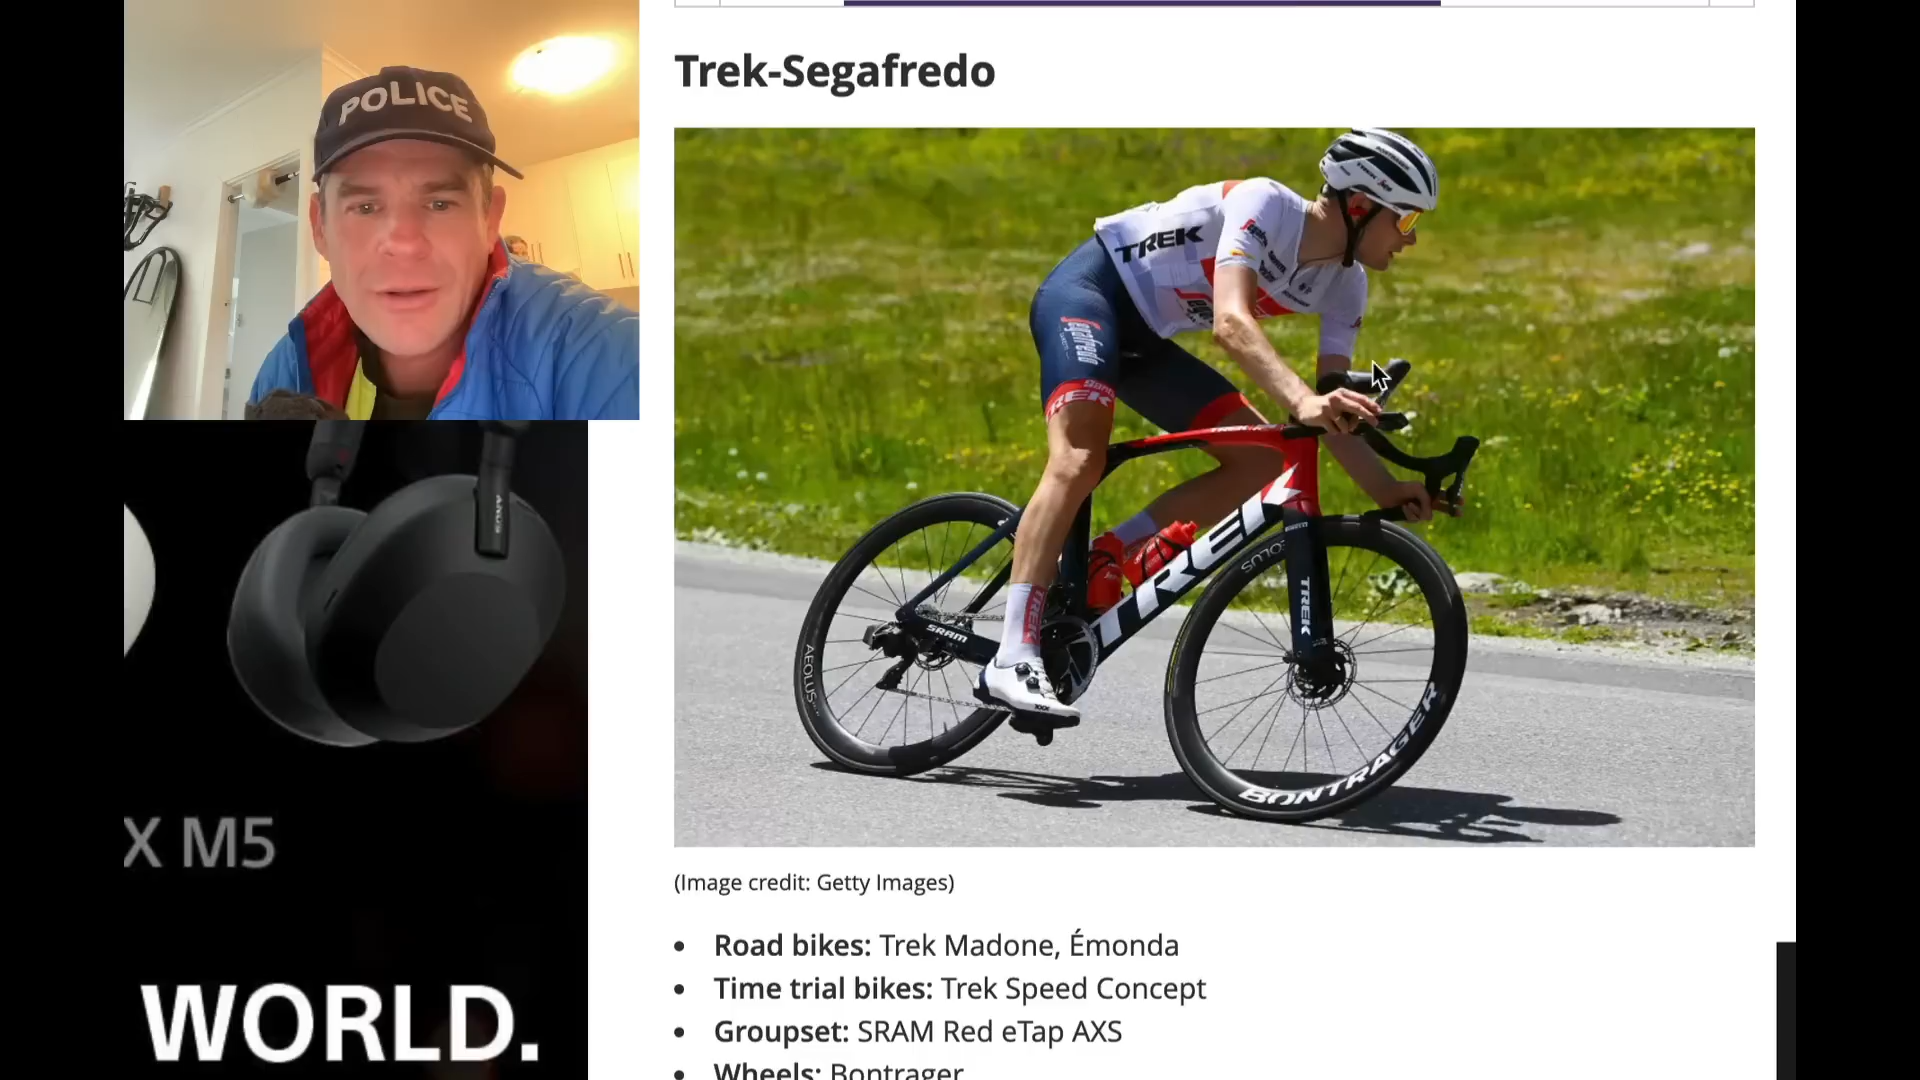 POLICE
Trek-Segafredo
TREK
Segafredo
TREK
SRAM
AEOLUS
TREK
TREK
BONTRAGER
(Image credit: Getty Images)
• Road bikes: Trek Madone, Émonda
• Time trial bikes: Trek Speed Concept
• Groupset: SRAM Red eTap AXS
• Wheels: Bontrager
X M5
WORLD.